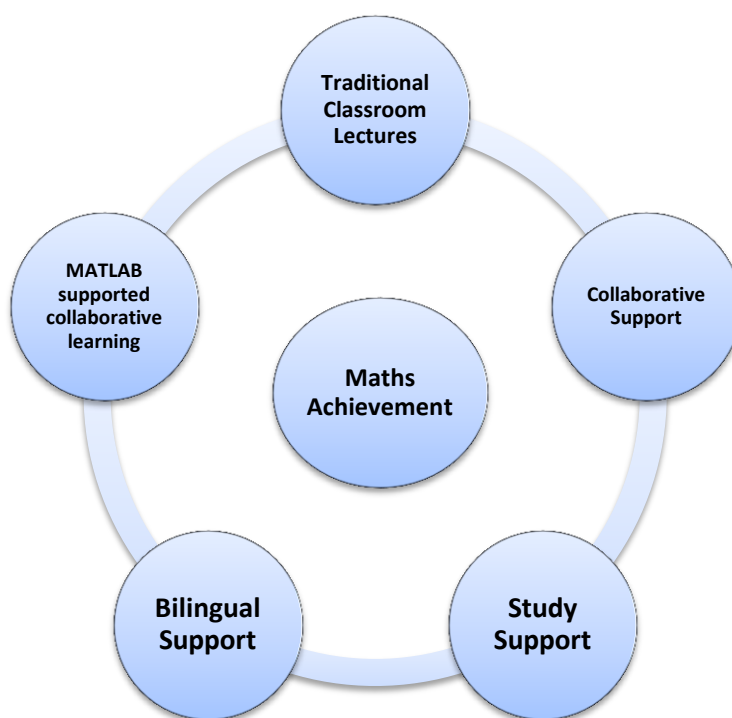 Traditional
Classroom
Lectures
MATLAB
supported
collaborative
learning
Collaborative
Support
Maths
Achievement
Bilingual
Support
Study
Support